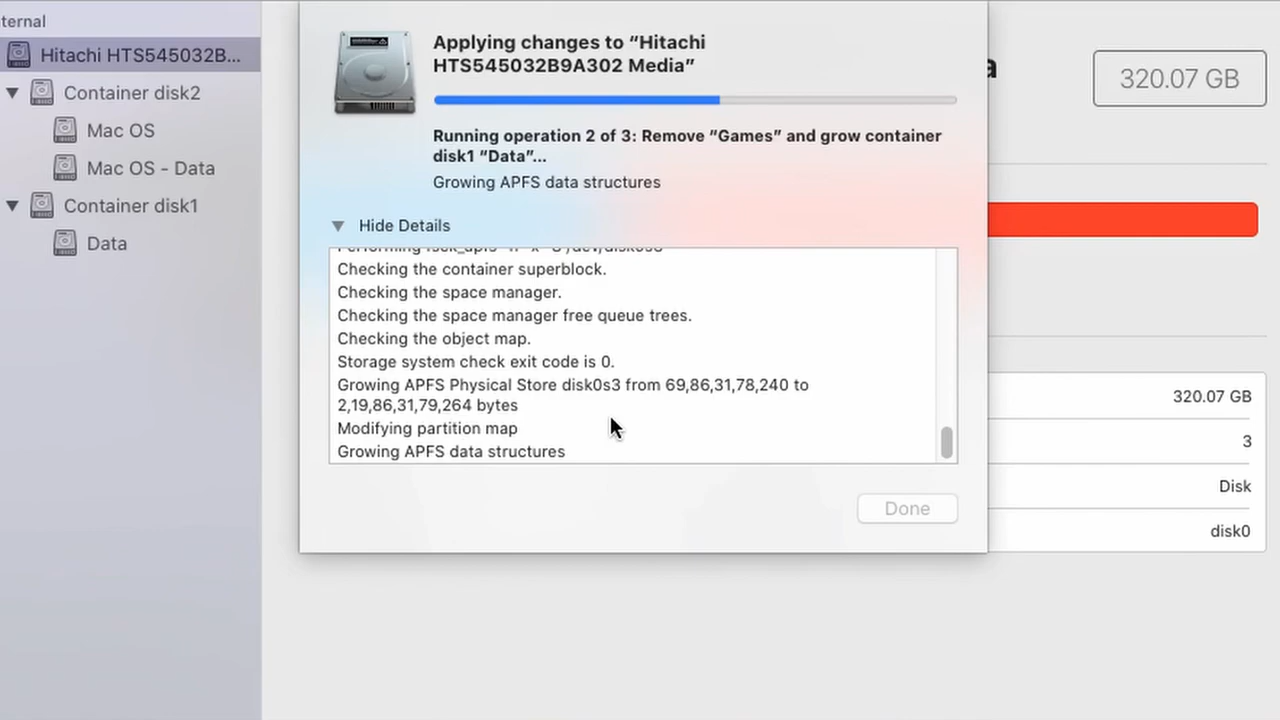 ternal
Hitachi HTS545032B...
Container disk2
Mac OS
Mac OS - Data
Container disk1
Data
Applying changes to “Hitachi
HTS545032B9A302 Media”
Running operation 2 of 3: Remove “Games” and grow container
disk1 “Data”...
Growing APFS data structures
Hide Details
Checking the container superblock.
Checking the space manager.
Checking the space manager free queue trees.
Checking the object map.
Storage system check exit code is 0.
Growing APFS Physical Store disk0s3 from 69,86,31,78,240 to
2,19,86,31,79,264 bytes
Modifying partition map
Growing APFS data structures
Done
a
320.07 GB
320.07 GB
3
Disk
disk0